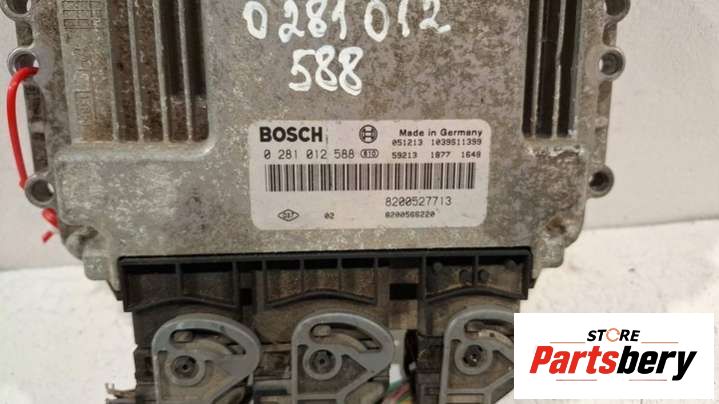 0281012
588
BOSCH
Made in Germany
051213 1039S11399
0 281 012 588 610
59213 1877 1648
8200527713
02 8200566220
STORE
Partsbery